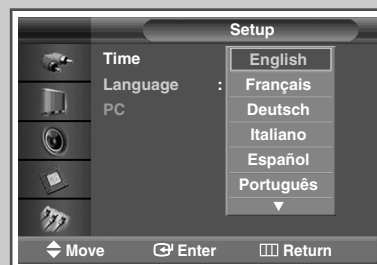 Setup
Time
English
Language : Français
PC
Deutsch
Italiano
Español
Português
Move Enter Return